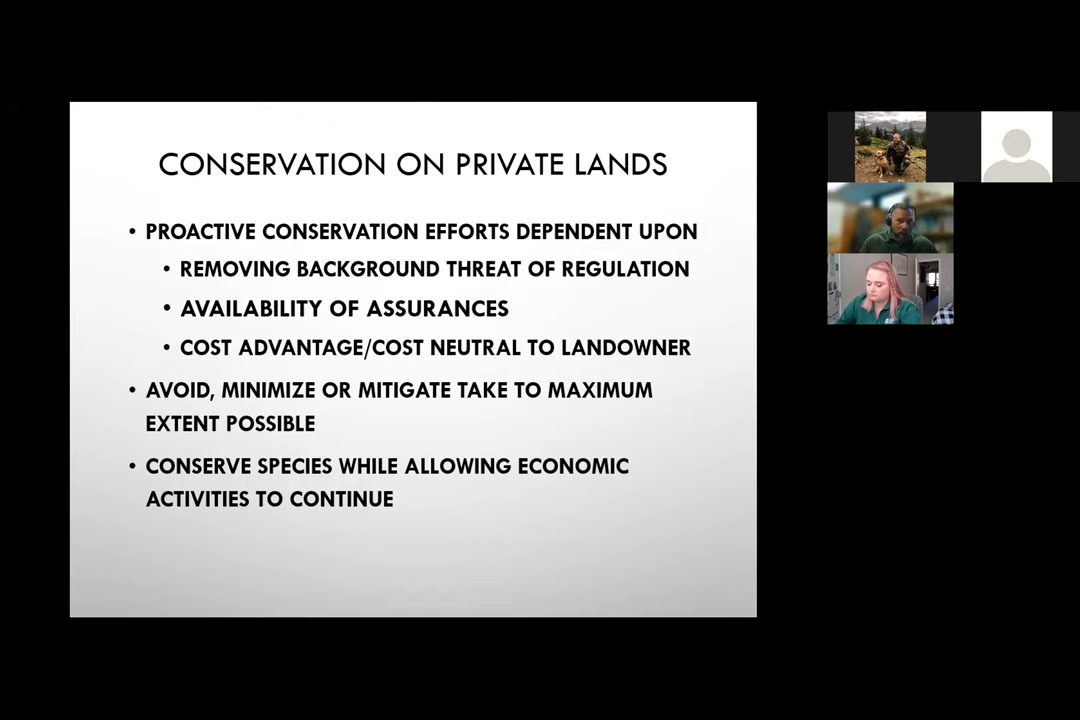 CONSERVATION ON PRIVATE LANDS
• PROACTIVE CONSERVATION EFFORTS DEPENDENT UPON
• REMOVING BACKGROUND THREAT OF REGULATION
• AVAILABILITY OF ASSURANCES
• COST ADVANTAGE/COST NEUTRAL TO LANDOWNER
• AVOID, MINIMIZE OR MITIGATE TAKE TO MAXIMUM
EXTENT POSSIBLE
• CONSERVE SPECIES WHILE ALLOWING ECONOMIC
ACTIVITIES TO CONTINUE